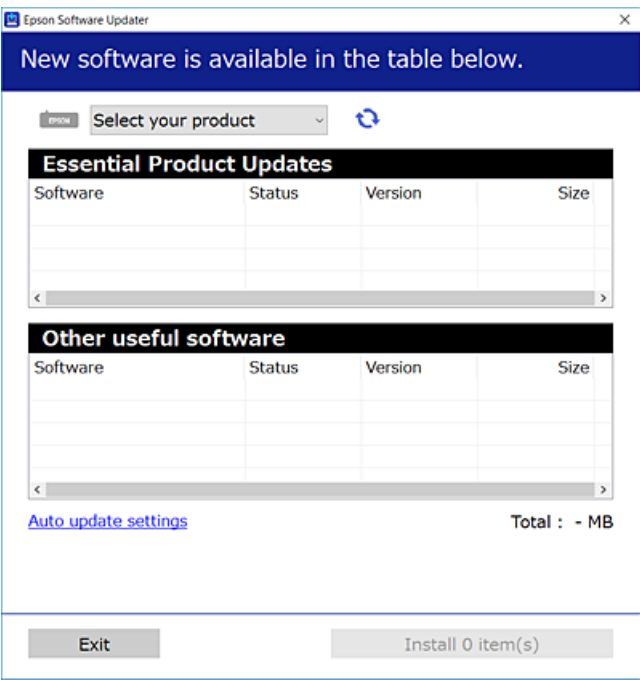 Epson Software Updater
New software is available in the table below.
EPSON Select your product
Essential Product Updates
Software Status Version Size
Other useful software
Software Status Version Size
Auto update settings Total : - MB
Exit Install 0 item(s)